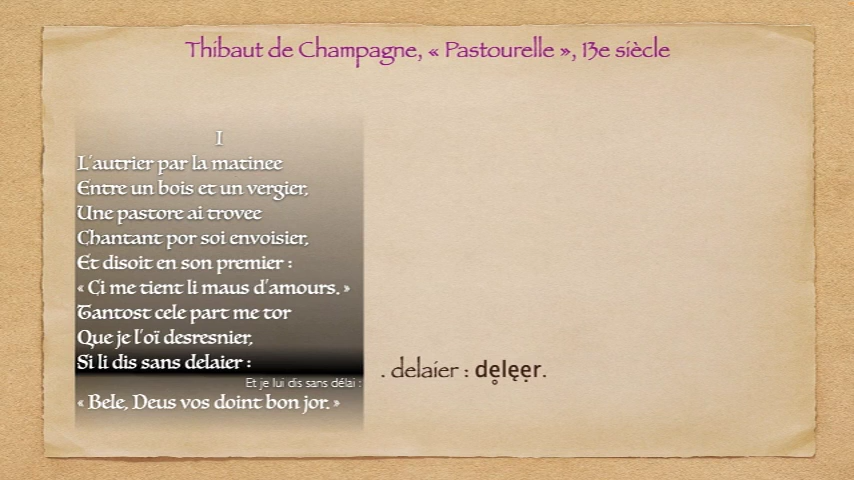 Thibaut de Champagne, « Pastourelle », 13e siècle
I
L'autrier par la matinee
Entre un bois et un vergier,
Une pastore ai trovee
Chantant por soi envoisier,
Et disoit en son premier :
« Ci me tient li maus d'amours. »
Tantost cele part me tor
Que je l'oï desresnier,
Si li dis sans delaier :
Et je lui dis sans délai :
« Bele, Deus vos doint bon jor. »
. delaier : de̥lę́ẹr.